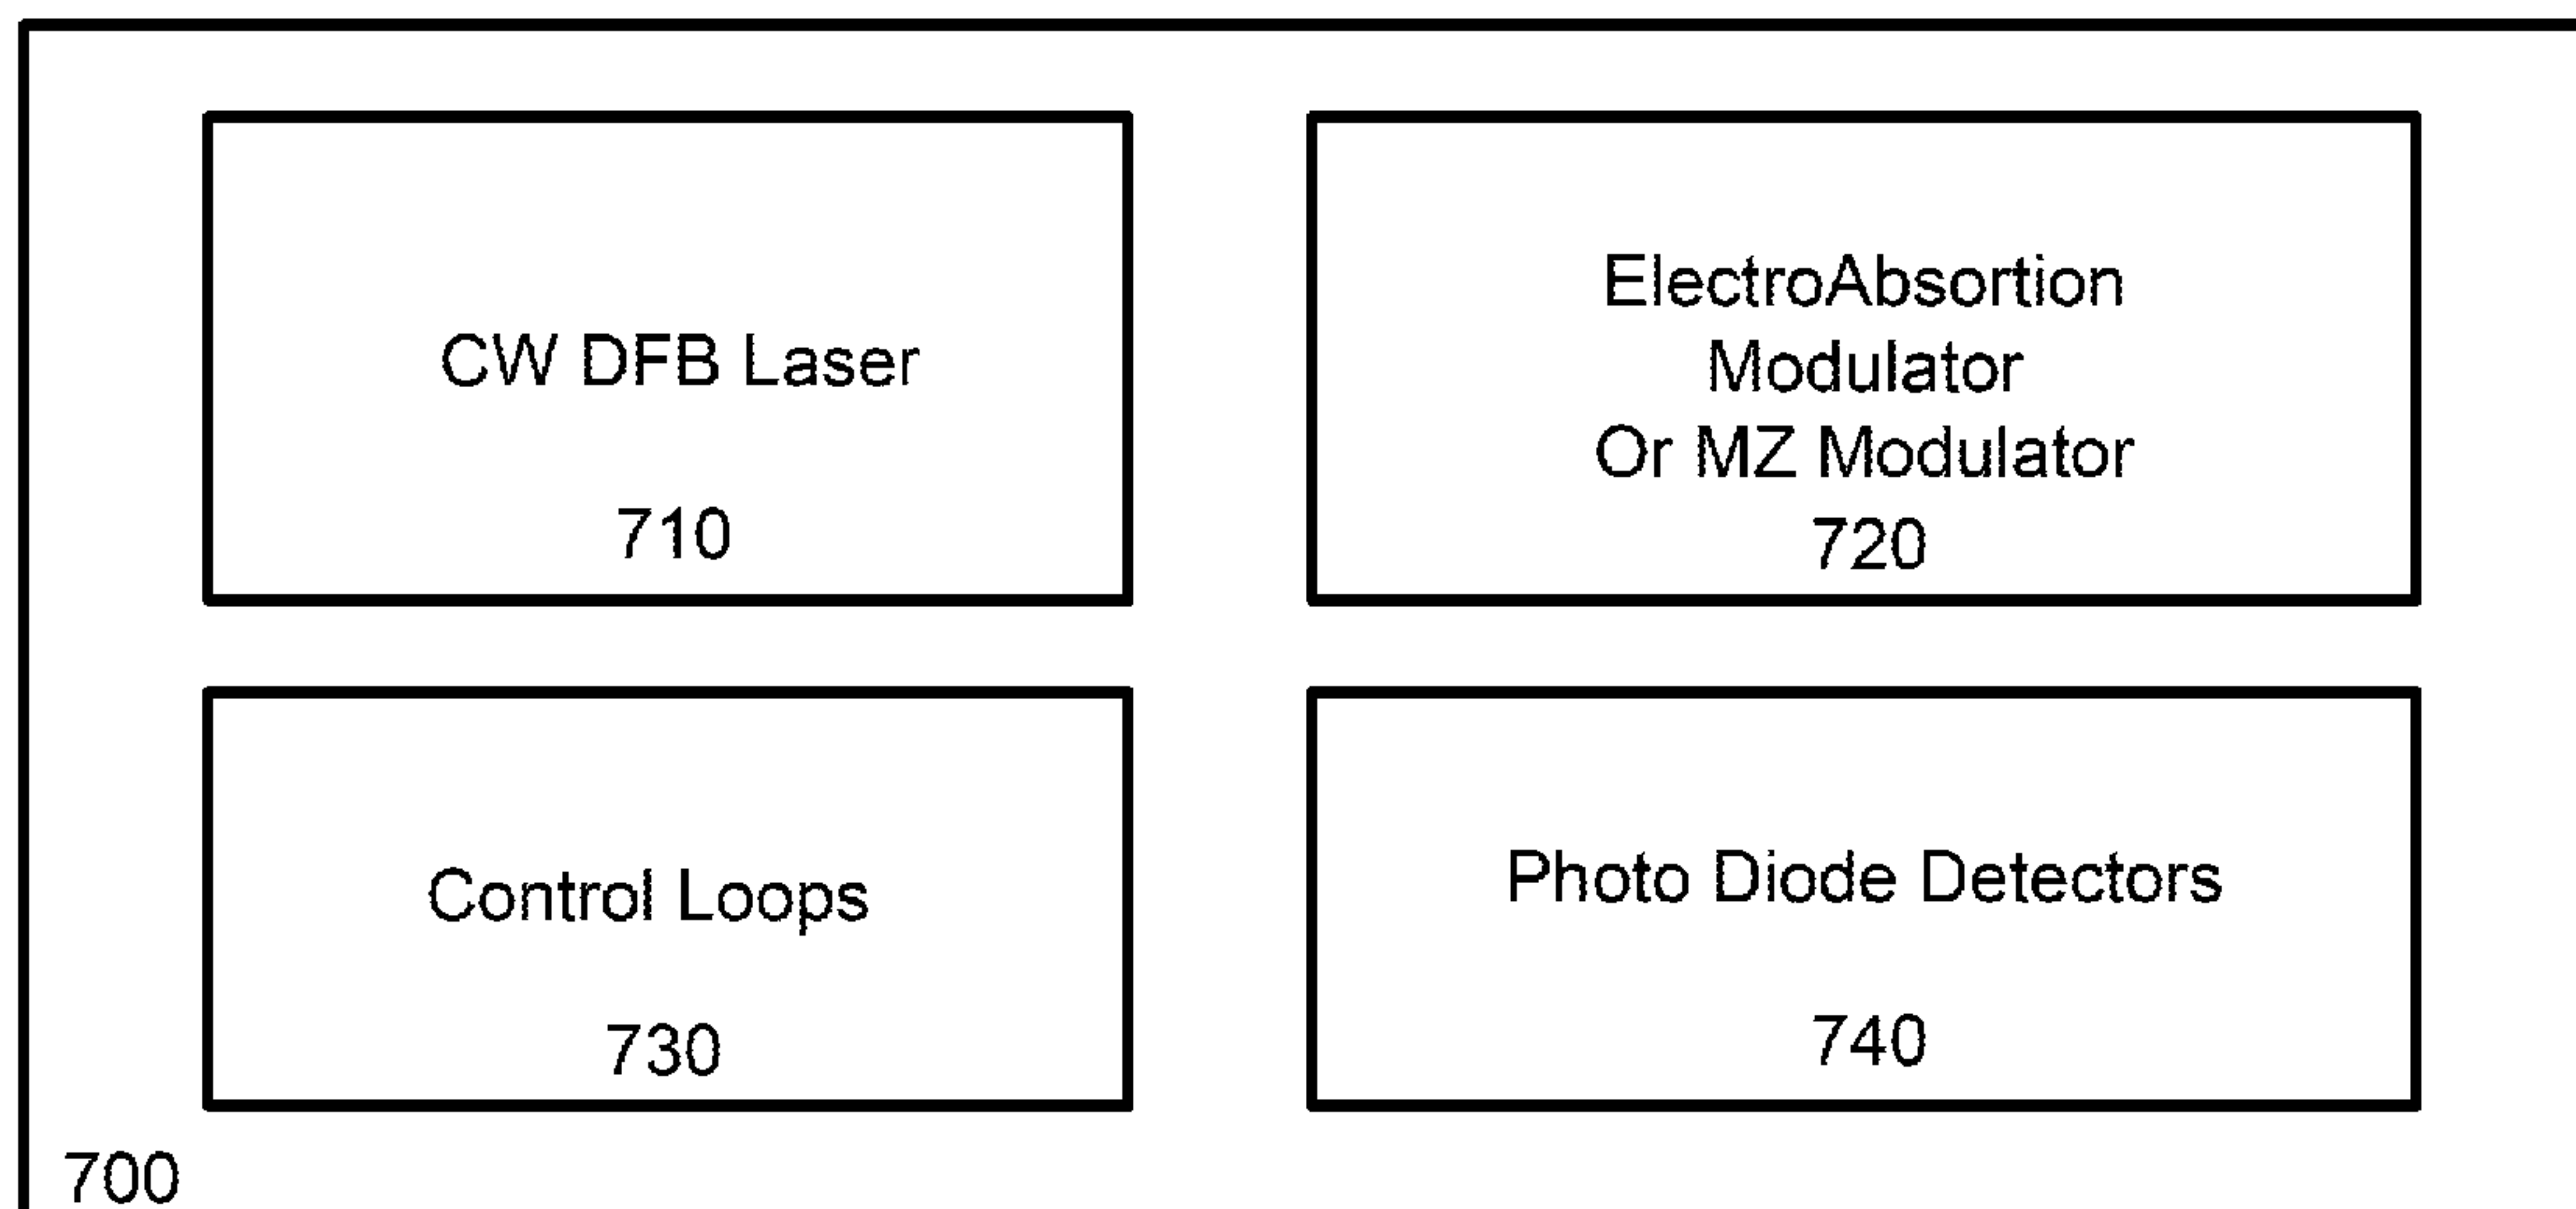 CW DFB Laser
710
ElectroAbsortion
Modulator
Or MZ Modulator
720
Control Loops
730
Photo Diode Detectors
740
700